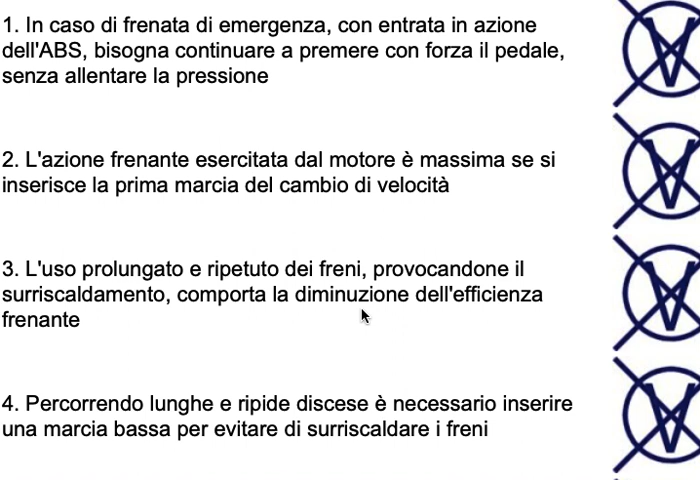 1. In caso di frenata di emergenza, con entrata in azione
dell'ABS, bisogna continuare a premere con forza il pedale,
senza allentare la pressione
V
2. L'azione frenante esercitata dal motore è massima se si
inserisce la prima marcia del cambio di velocità
V
3. L'uso prolungato e ripetuto dei freni, provocandone il
surriscaldamento, comporta la diminuzione dell'efficienza
frenante
V
4. Percorrendo lunghe e ripide discese è necessario inserire
una marcia bassa per evitare di surriscaldare i freni
V